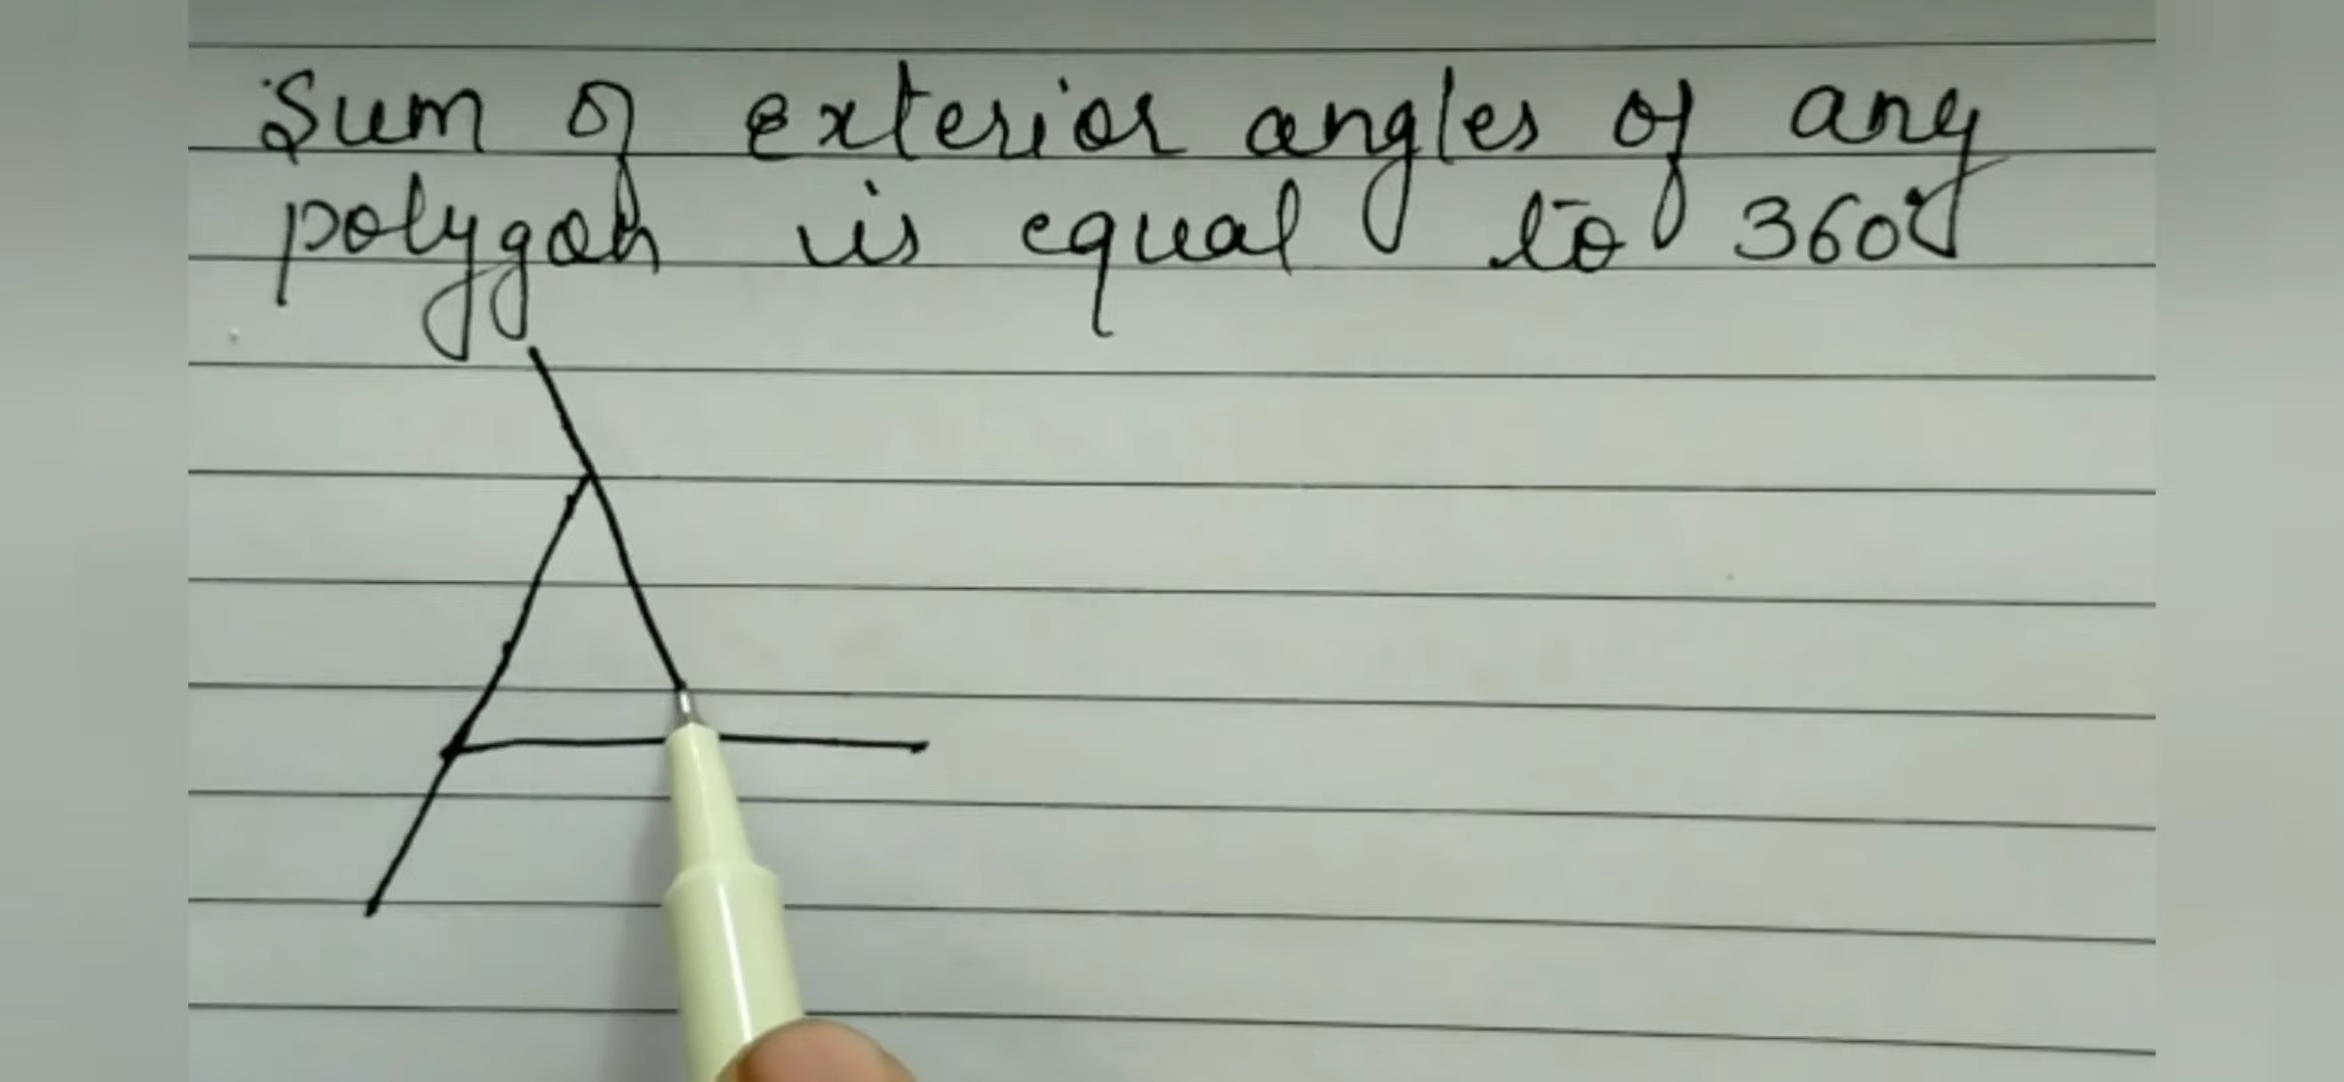 Sum of exterior angles of any
polygon is equal to 360°